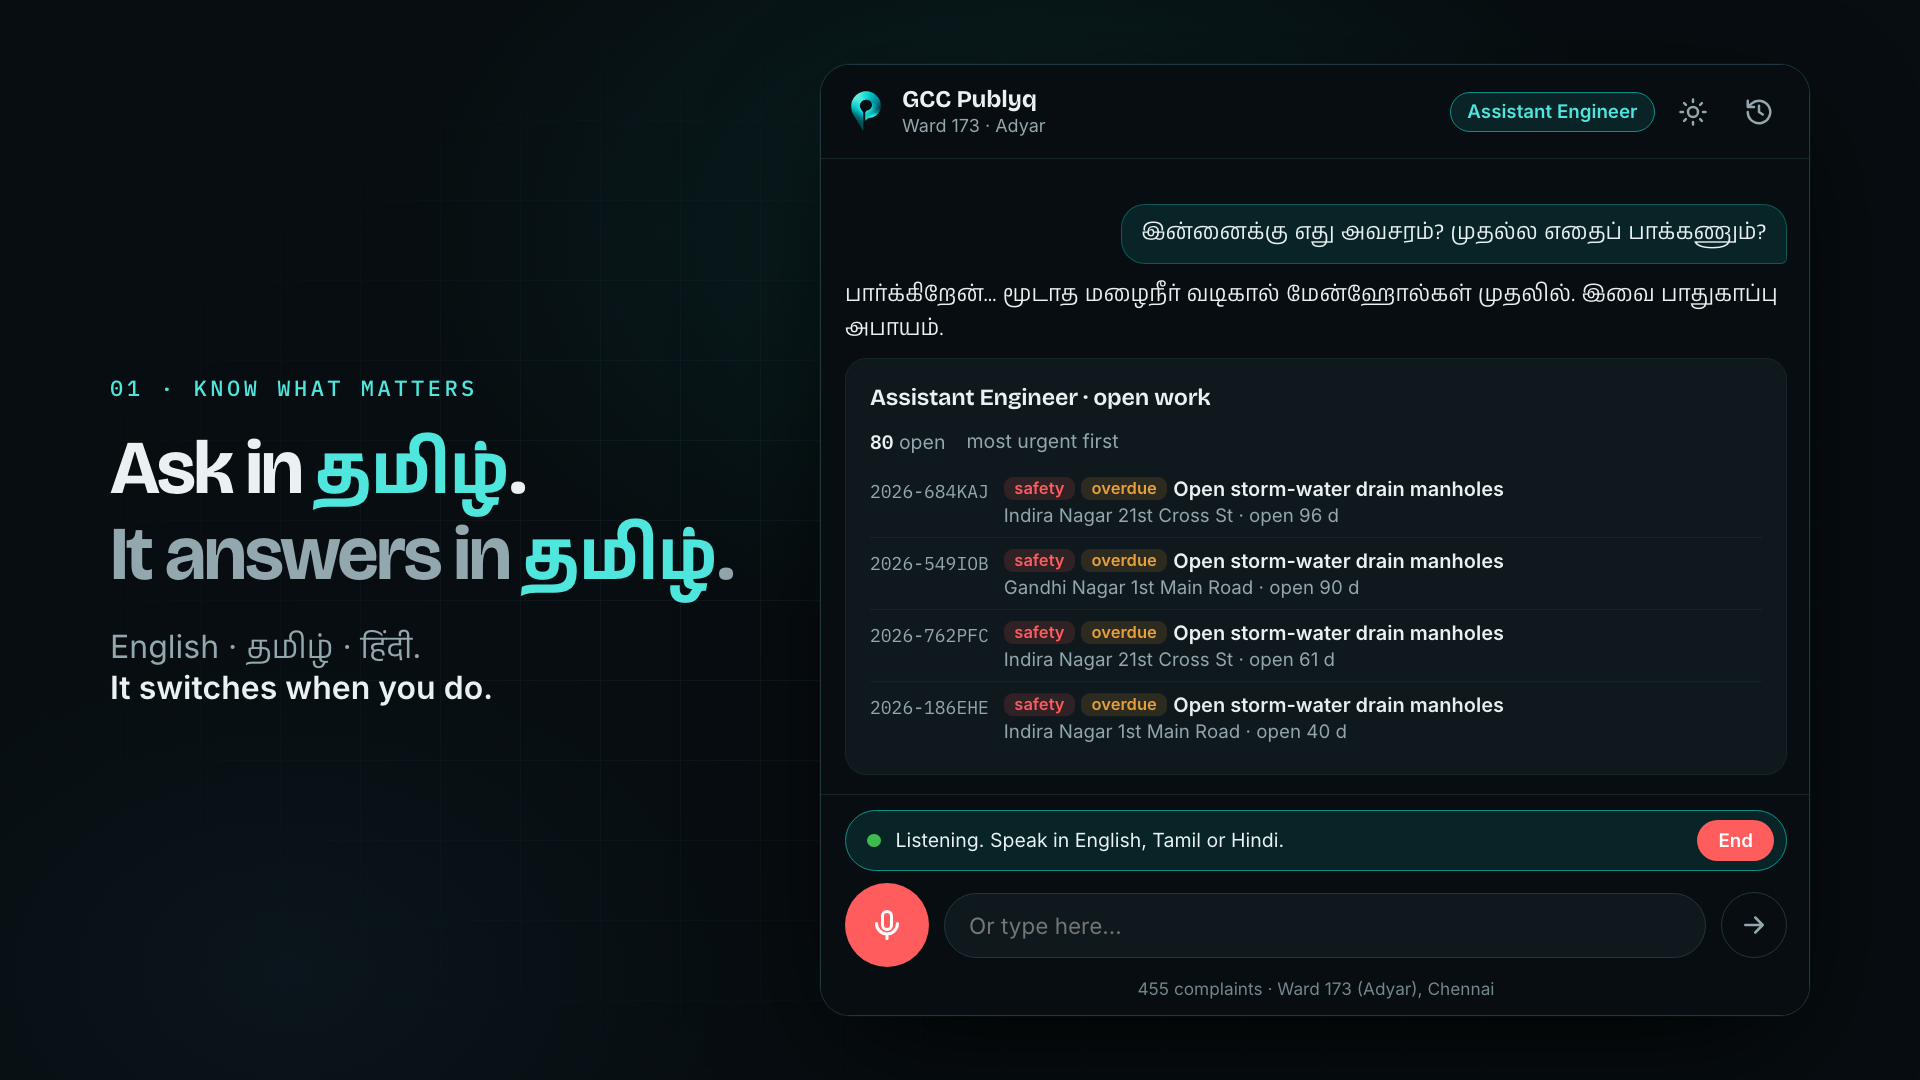 01 · KNOW WHAT MATTERS
Ask in தமிழ்.
It answers in தமிழ்.
English · தமிழ் · हिंदी.
It switches when you do.
GCC Publyq
Ward 173 · Adyar
Assistant Engineer
இன்னைக்கு எது அவசரம்? முதல்ல எதைப் பாக்கணும்?
பார்க்கிறேன்... மூடாத மழைநீர் வடிகால் மேன்ஹோல்கள் முதலில். இவை பாதுகாப்பு
அபாயம்.
Assistant Engineer · open work
80 open most urgent first
2026-684KAJ safety overdue Open storm-water drain manholes
Indira Nagar 21st Cross St · open 96 d
2026-549IOB safety overdue Open storm-water drain manholes
Gandhi Nagar 1st Main Road · open 90 d
2026-762PFC safety overdue Open storm-water drain manholes
Indira Nagar 21st Cross St · open 61 d
2026-186EHE safety overdue Open storm-water drain manholes
Indira Nagar 1st Main Road · open 40 d
Listening. Speak in English, Tamil or Hindi.
End
Or type here...
455 complaints · Ward 173 (Adyar), Chennai